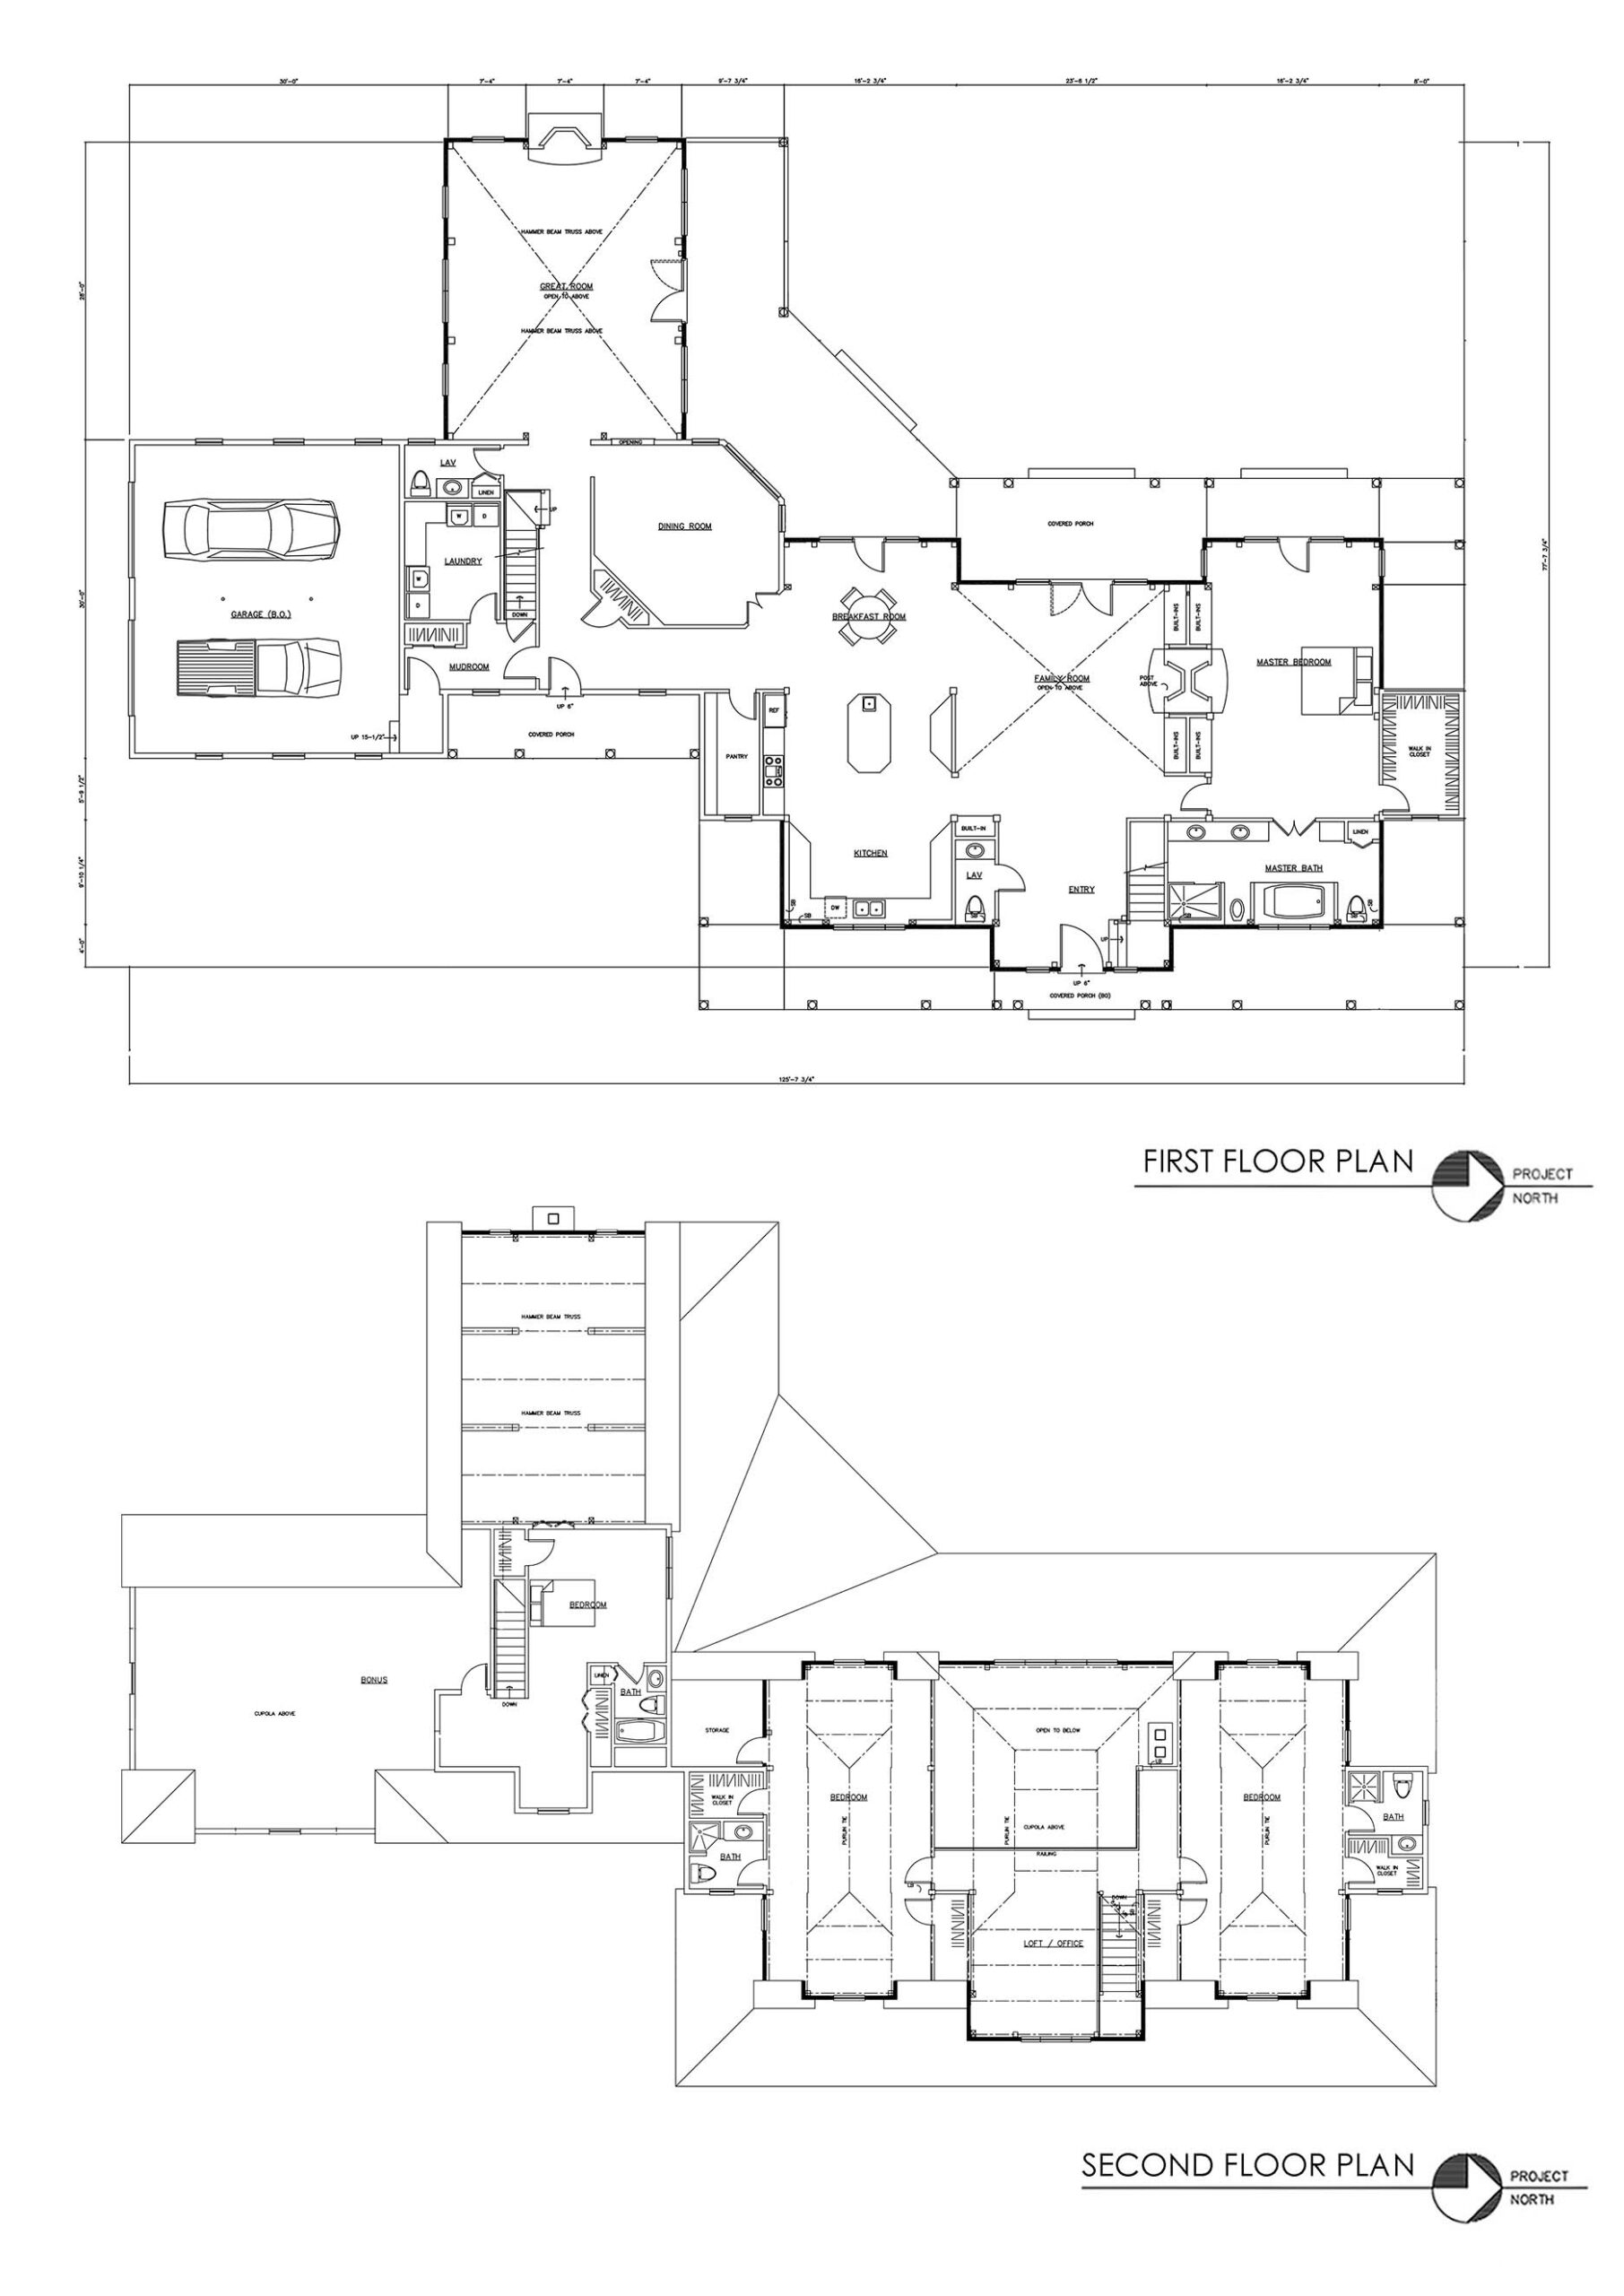 30'-0" 7'-4" 7'-4" 7'-4" 9'-7 3/4" 16'-2 3/4" 23'-6 1/2" 16'-2 3/4" 8'-0"
HAMMER BEAM TRUSS ABOVE
28'-0"
GREAT ROOM
OPEN TO ABOVE
HAMMER BEAM TRUSS ABOVE
OPENING
LAV
LINEN
UP
W D
DINING ROOM
COVERED PORCH
77'-7 3/4"
LAUNDRY
W
D
30'-0"
GARAGE (B.O.)
DOWN
BREAKFAST ROOM
BUILT-INS BUILT-INS
MUDROOM
MASTER BEDROOM
FAMILY ROOM
OPEN TO ABOVE
POST
ABOVE
UP 6"
REF
UP 15-1/2"
COVERED PORCH
BUILT-INS BUILT-INS
WALK IN
CLOSET
PANTRY
5'-9 1/2"
BUILT-IN
LINEN
KITCHEN
MASTER BATH
LAV
9'-10 1/4"
ENTRY
SB
DW
SB
SB
SB
UP
4'-0"
UP 6"
COVERED PORCH (BO)
125'-7 3/4"
FIRST FLOOR PLAN
PROJECT
NORTH
HAMMER BEAM TRUSS
HAMMER BEAM TRUSS
BEDROOM
LINEN
BONUS
BATH
DOWN
CUPOLA ABOVE
STORAGE
OPEN TO BELOW
WALK IN
CLOSET
BEDROOM
BEDROOM
PURLIN TIE
PURLIN TIE
PURLIN TIE
CUPOLA ABOVE
BATH
RAILING
BATH
WALK IN
CLOSET
DOWN
LOFT / OFFICE
SECOND FLOOR PLAN
PROJECT
NORTH